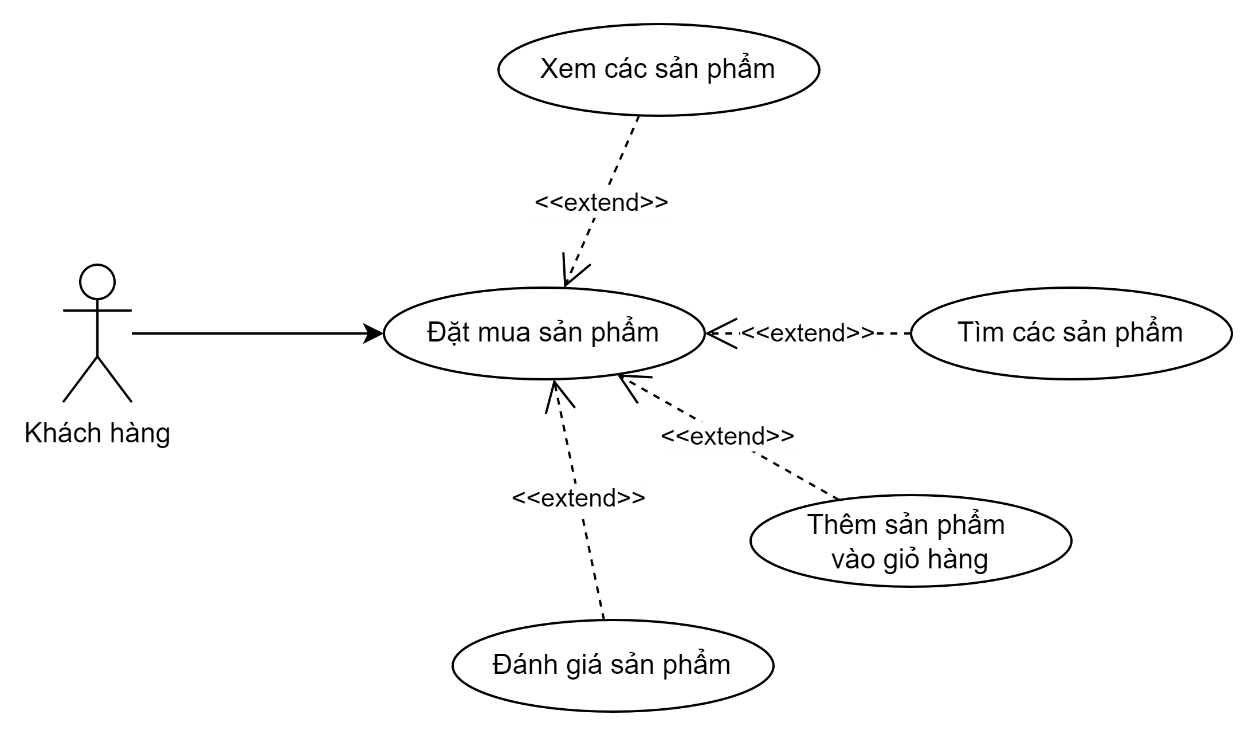 Xem các sản phẩm
<<extend>>
Đặt mua sản phẩm
<<extend>>
Tìm các sản phẩm
Khách hàng
<<extend>>
<<extend>>
Thêm sản phẩm
vào giỏ hàng
Đánh giá sản phẩm